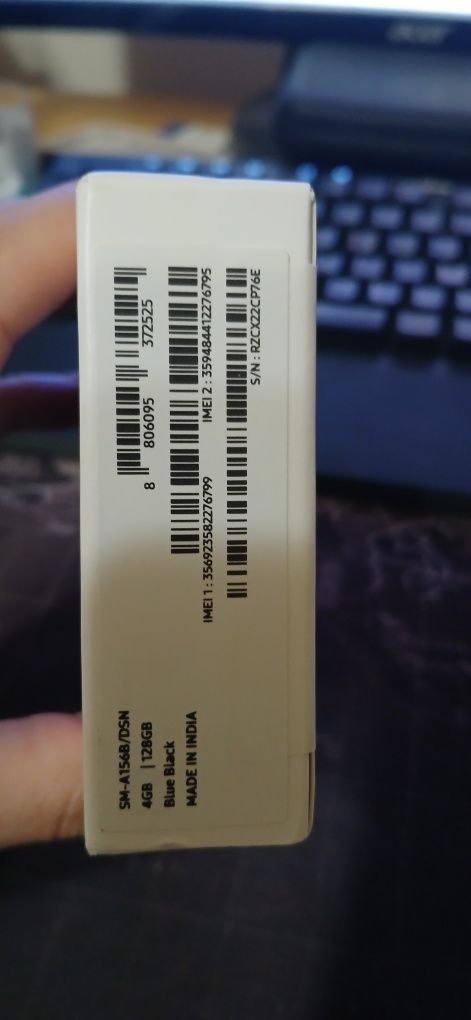 8 806095 372525
IMEI 1 : 356923582276799
IMEI 2 : 359484412276795
S/N : RZCX22CP76E
SM-A156B/DSN
4GB | 128GB
Blue Black
MADE IN INDIA
acer